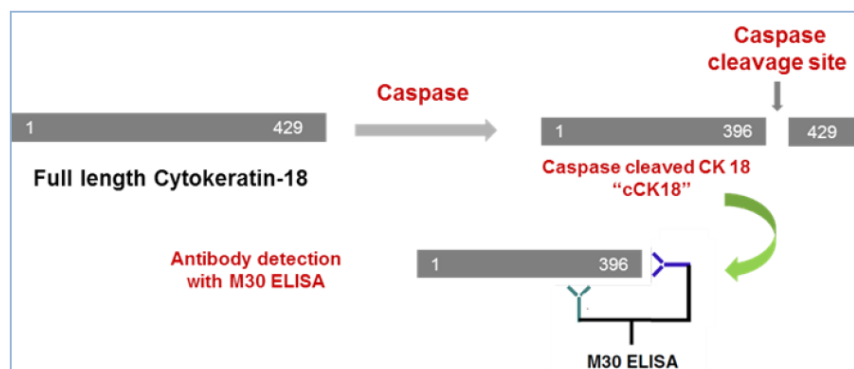 Caspase
cleavage site
Caspase
1
429
1
396
429
Full length Cytokeratin-18
Caspase cleaved CK 18
“cCK18”
Antibody detection
with M30 ELISA
1
396
M30 ELISA